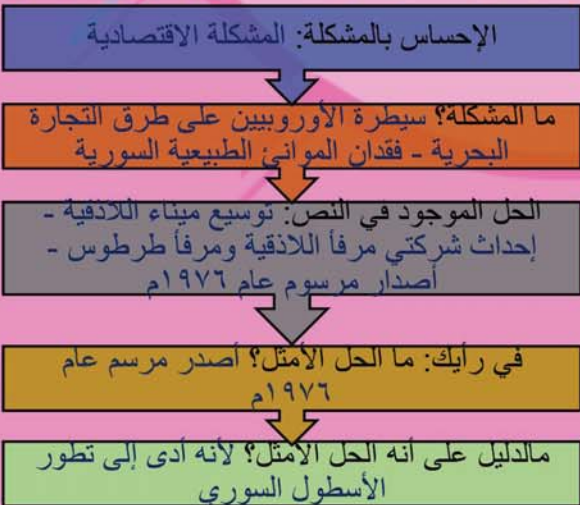 الإحساس بالمشكلة: المشكلة الاقتصادية
ما المشكلة؟ سيطرة الأوروبيين على طرق التجارة
البحرية - فقدان الموانئ الطبيعية السورية
الحل الموجود في النص: توسيع ميناء اللاذقية -
إحداث شركتي مرفأ اللاذقية ومرفأ طرطوس -
أصدار مرسوم عام ١٩٧٦م
في رأيك: ما الحل الأمثل؟ أصدر مرسم عام
١٩٧٦م
مالدليل على أنه الحل الأمثل؟ لأنه أدى إلى تطور
الأسطول السوري